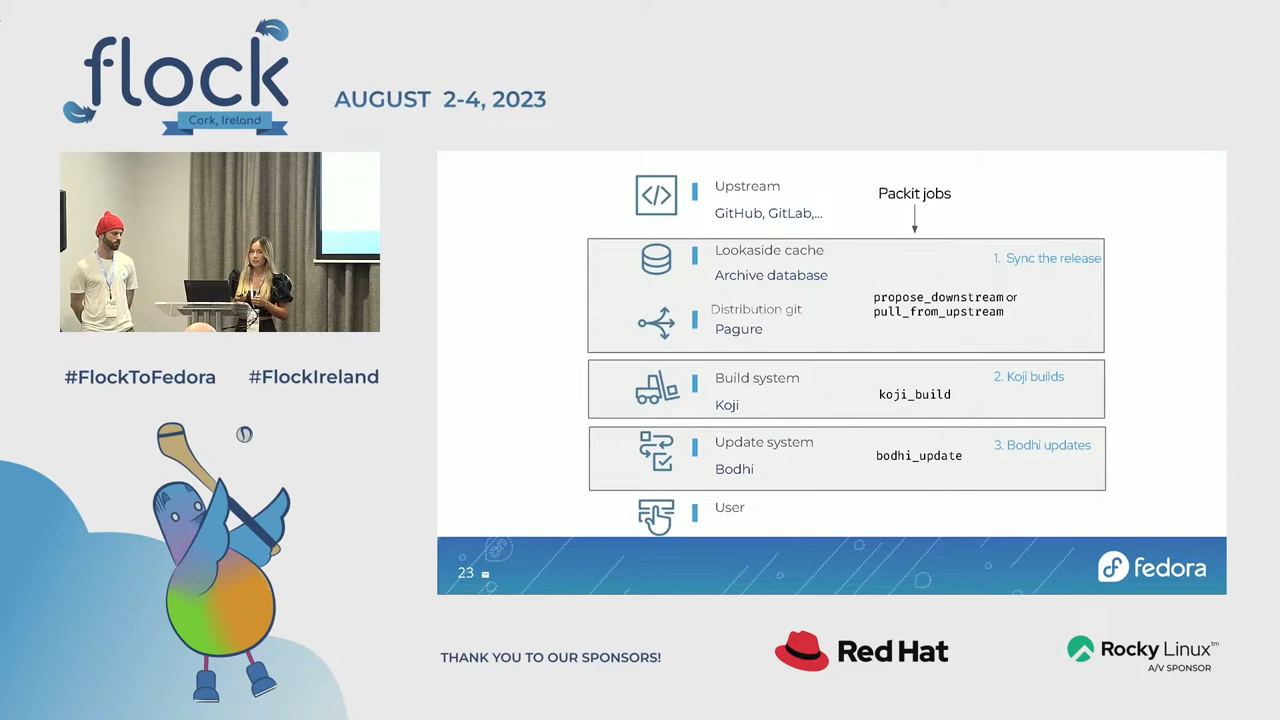 flock
Cork, Ireland
AUGUST 2-4, 2023
Upstream
GitHub, GitLab,...
Packit jobs
Lookaside cache
Archive database
1. Sync the release
Distribution git
Pagure
propose_downstream or
pull_from_upstream
Build system
Koji
koji_build
2. Koji builds
Update system
Bodhi
bodhi_update
3. Bodhi updates
User
23
fedora
#FlockToFedora #FlockIreland
THANK YOU TO OUR SPONSORS!
Red Hat
Rocky Linux™
A/V SPONSOR